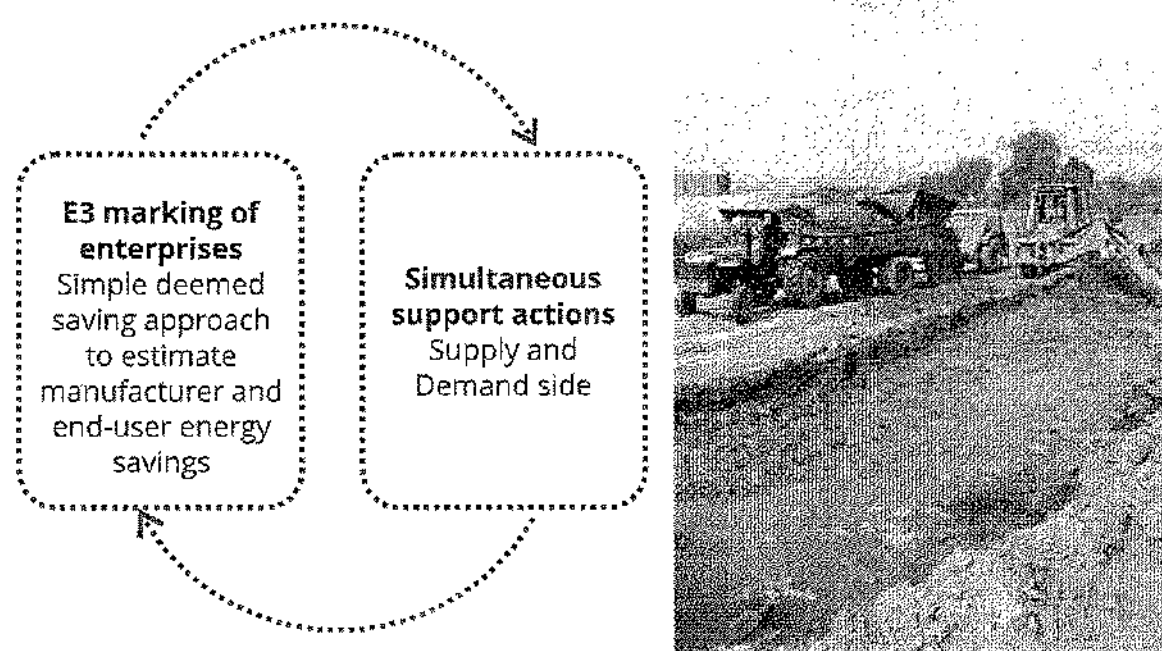 E3 marking of
enterprises
Simple deemed
saving approach
to estimate
manufacturer and
end-user energy
savings
Simultaneous
support actions
Supply and
Demand side